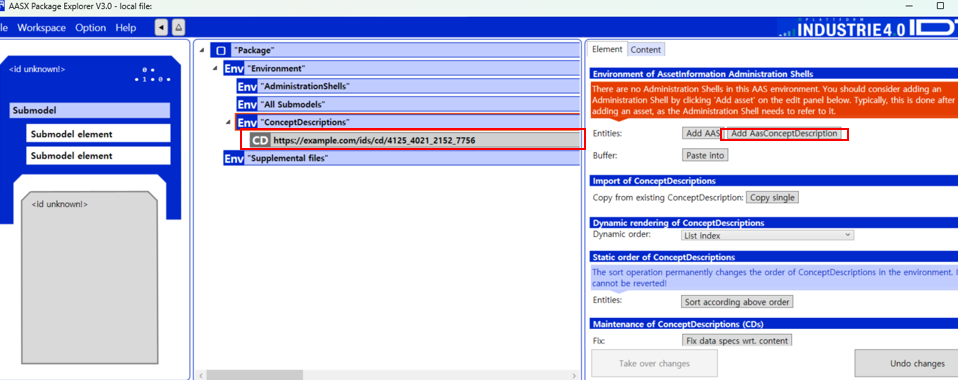 AASX Package Explorer V3.0 - local file:
le Workspace Option Help
PLATFORM
INDUSTRIE4.0
<id unknown!>
Submodel
Submodel element
Submodel element
<id unknown!>
"Package"
Env "Environment"
Env "AdministrationShells"
Env "All Submodels"
Env "ConceptDescriptions"
CD https://example.com/ids/cd/4125_4021_2152_7756
Env "Supplemental files"
Element Content
Environment of AssetInformation Administration Shells
There are no Administration Shells in this AAS environment. You should consider adding an
Administration Shell by clicking 'Add asset' on the edit panel below. Typically, this is done after
adding an asset, as the Administration Shell needs to refer to it.
Entities: Add AAS Add AasConceptDescription
Buffer: Paste into
Import of ConceptDescriptions
Copy from existing ConceptDescription: Copy single
Dynamic rendering of ConceptDescriptions
Dynamic order: List Index
Static order of ConceptDescriptions
The sort operation permanently changes the order of ConceptDescriptions in the environment. I
cannot be reverted!
Entities: Sort according above order
Maintenance of ConceptDescriptions (CDs)
Fix: Fix data specs wrt. content
Take over changes Undo changes